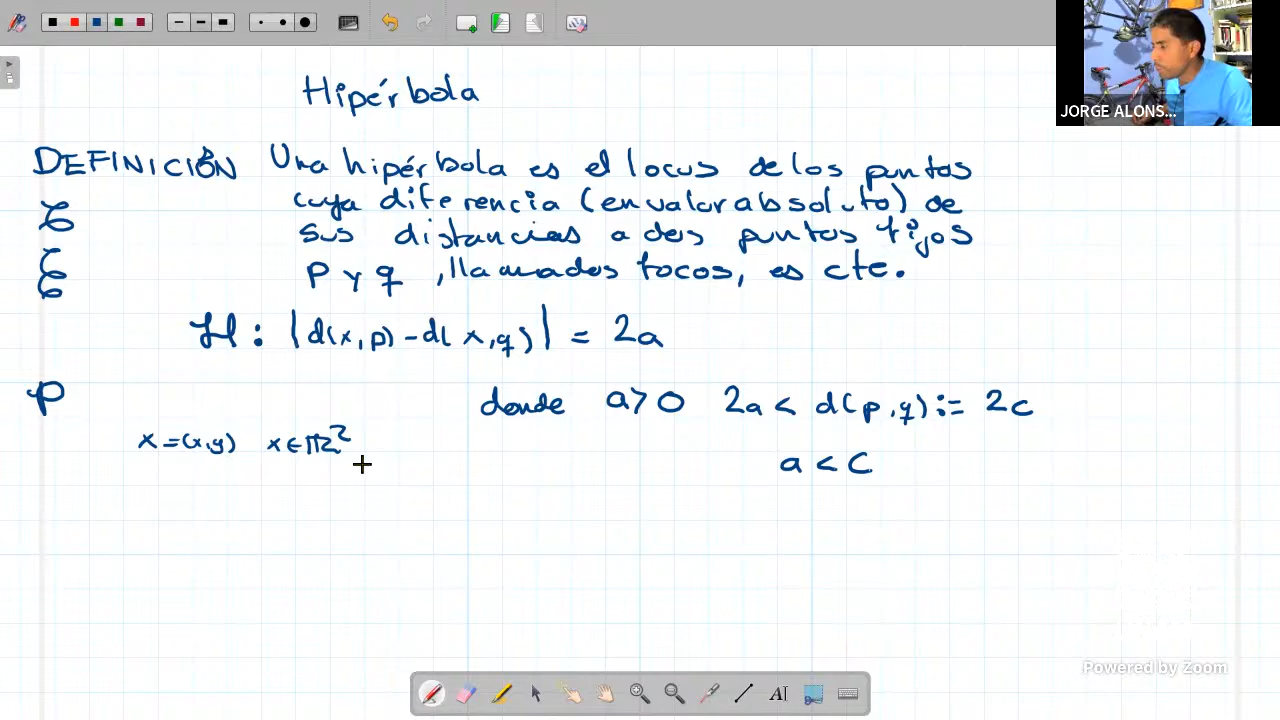 Hipérbola
JORGE ALONS...
DEFINICIÓN Una hipérbola es el locus de los puntos
cuya diferencia (en valor absoluto) de
sus distancias a dos puntos fijos
p y q, llamados focos, es cte.
H : |d(x,p) - d(x,q)| = 2a
P
donde a>0 2a < d(p,q) := 2c
x=(x,y) x∈ℝ²
a < c
Powered by Zoom